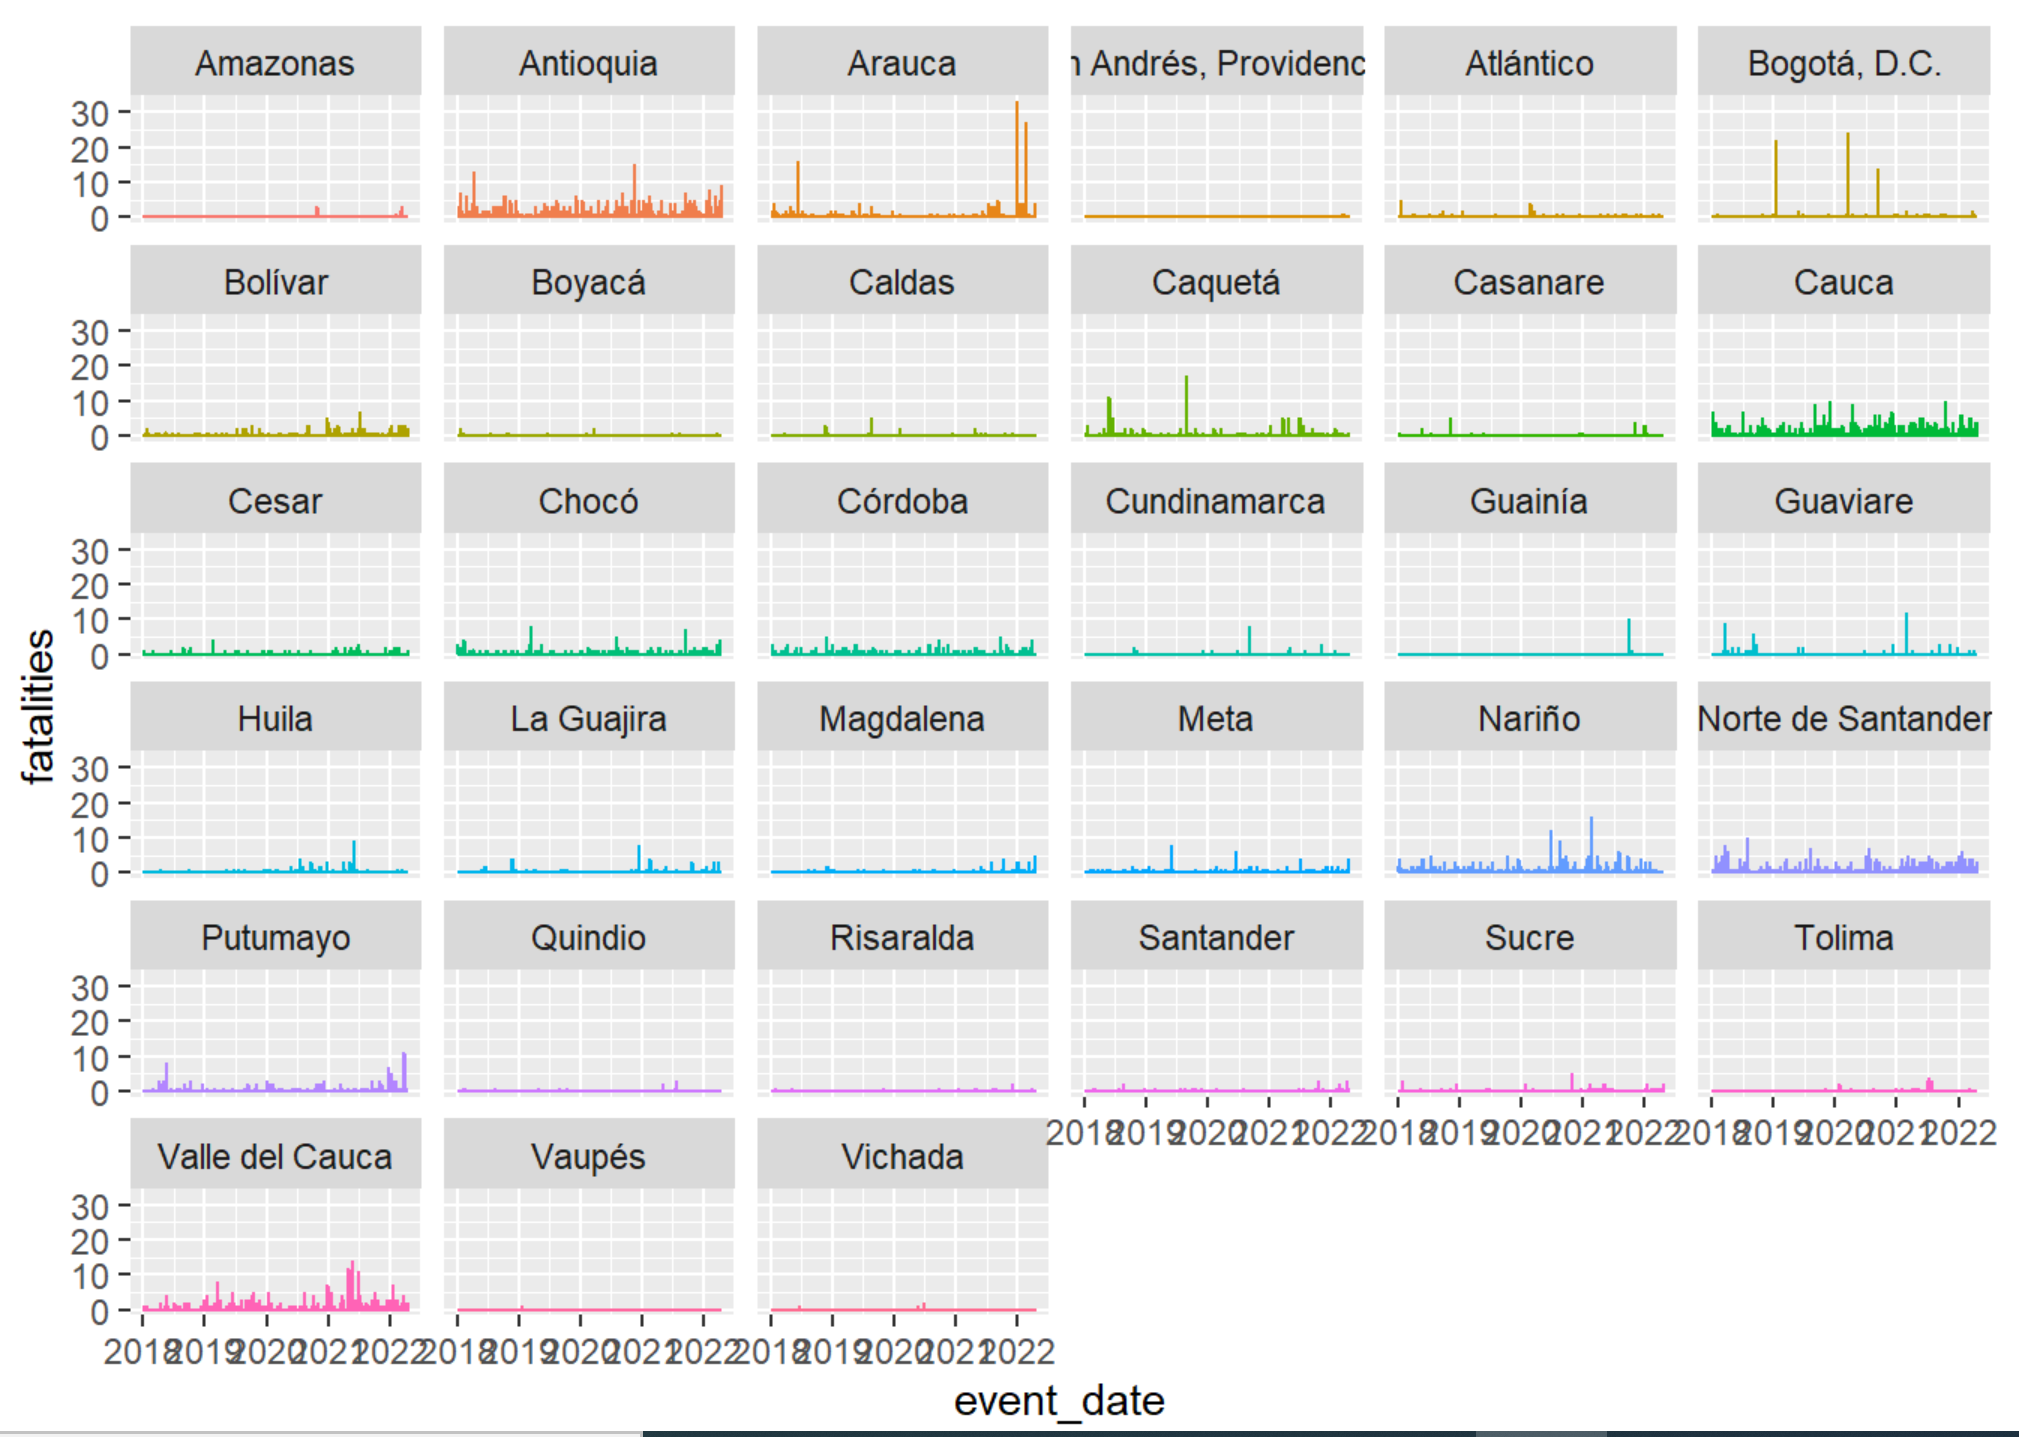 Amazonas Antioquia Arauca n Andrés, Providenc Atlántico Bogotá, D.C.
30
20
10
0
Bolívar Boyacá Caldas Caquetá Casanare Cauca
30
20
10
0
Cesar Chocó Córdoba Cundinamarca Guainía Guaviare
30
20
10
0
fatalities
Huila La Guajira Magdalena Meta Nariño Norte de Santander
30
20
10
0
Putumayo Quindio Risaralda Santander Sucre Tolima
30
20
10
0
2018 2019 2020 2021 2022 2018 2019 2020 2021 2022 2018 2019 2020 2021 2022
Valle del Cauca Vaupés Vichada
30
20
10
0
2018 2019 2020 2021 2022 2018 2019 2020 2021 2022 2018 2019 2020 2021 2022
event_date